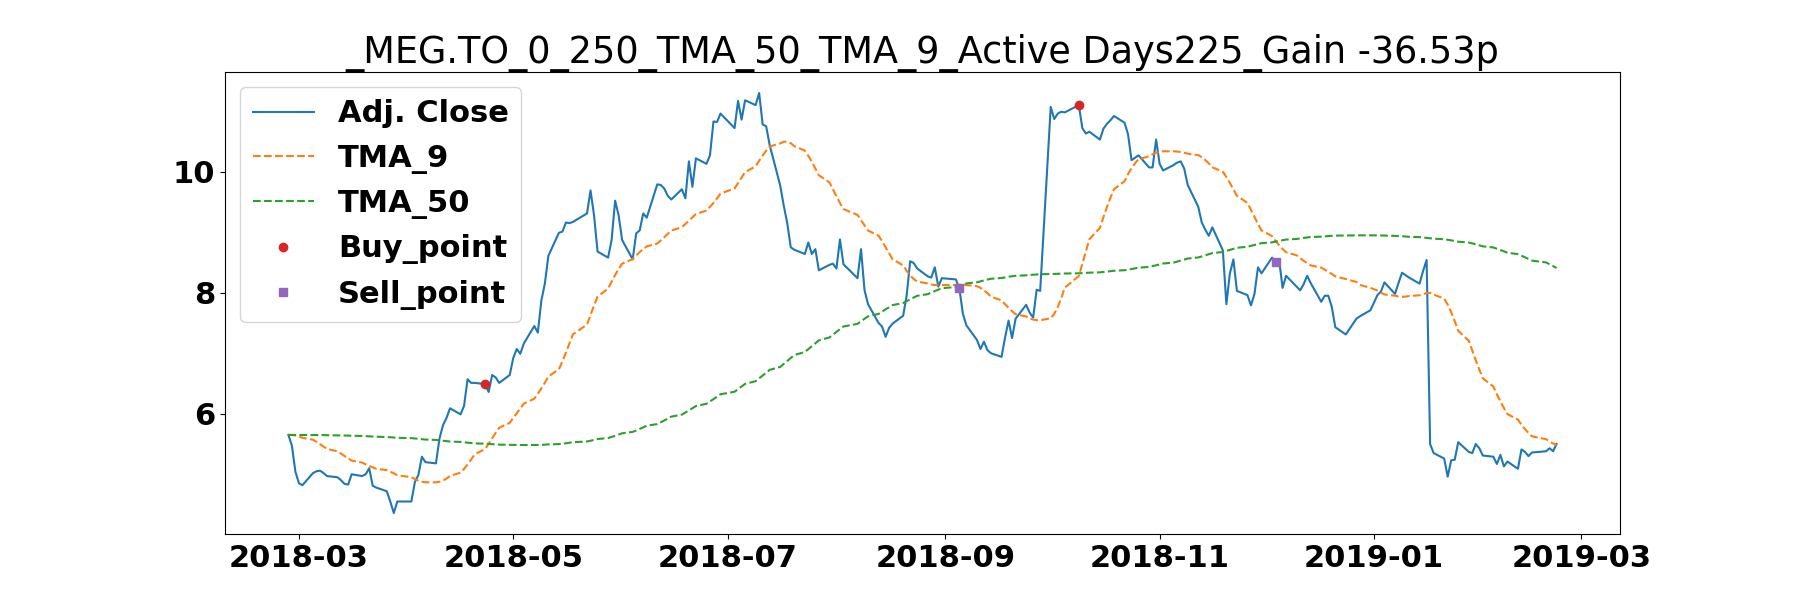 _MEG.TO_0_250_TMA_50_TMA_9_Active Days225_Gain -36.53p
Adj. Close
TMA_9
TMA_50
Buy_point
Sell_point
10
8
6
2018-03 2018-05 2018-07 2018-09 2018-11 2019-01 2019-03